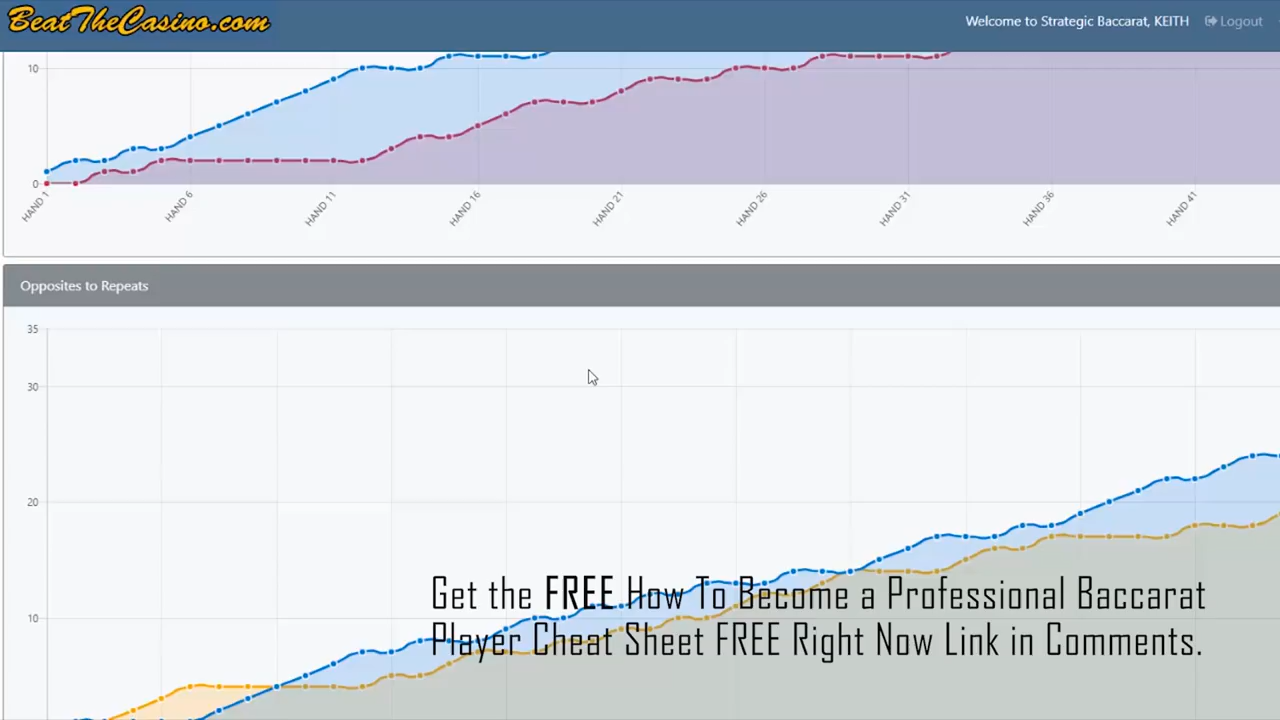 BeatTheCasino.com
Welcome to Strategic Baccarat, KEITH Logout
10
0
HAND 1 HAND 6 HAND 11 HAND 16 HAND 21 HAND 26 HAND 31 HAND 36 HAND 41
Opposites to Repeats
35
30
20
10
Get the FREE How To Become a Professional Baccarat
Player Cheat Sheet FREE Right Now Link in Comments.